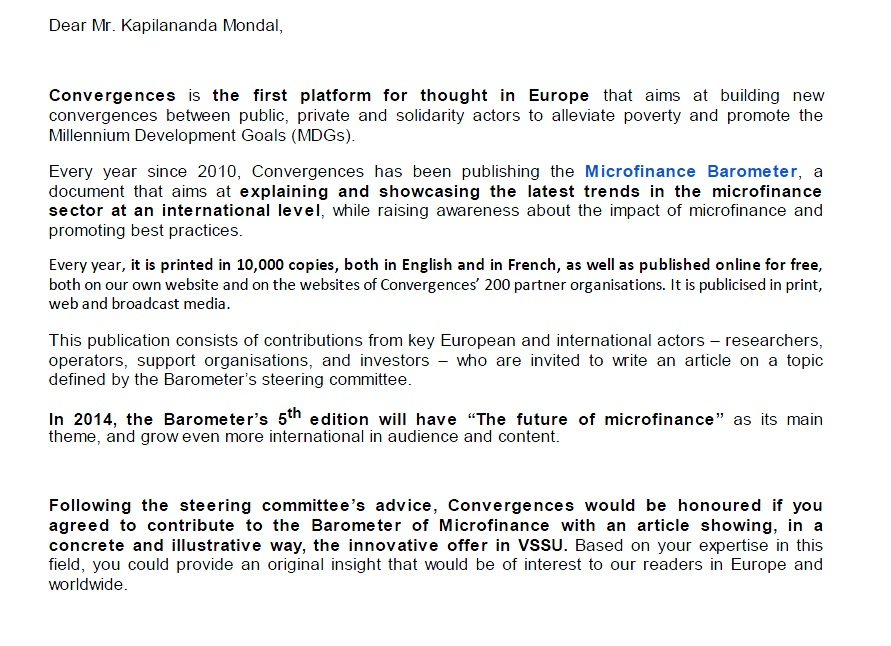 Dear Mr. Kapilananda Mondal,
Convergences is the first platform for thought in Europe that aims at building new
convergences between public, private and solidarity actors to alleviate poverty and promote the
Millennium Development Goals (MDGs).
Every year since 2010, Convergences has been publishing the Microfinance Barometer, a
document that aims at explaining and showcasing the latest trends in the microfinance
sector at an international level, while raising awareness about the impact of microfinance and
promoting best practices.
Every year, it is printed in 10,000 copies, both in English and in French, as well as published online for free,
both on our own website and on the websites of Convergences’ 200 partner organisations. It is publicised in print,
web and broadcast media.
This publication consists of contributions from key European and international actors – researchers,
operators, support organisations, and investors – who are invited to write an article on a topic
defined by the Barometer’s steering committee.
In 2014, the Barometer’s 5th edition will have “The future of microfinance” as its main
theme, and grow even more international in audience and content.
Following the steering committee’s advice, Convergences would be honoured if you
agreed to contribute to the Barometer of Microfinance with an article showing, in a
concrete and illustrative way, the innovative offer in VSSU. Based on your expertise in this
field, you could provide an original insight that would be of interest to our readers in Europe and
worldwide.